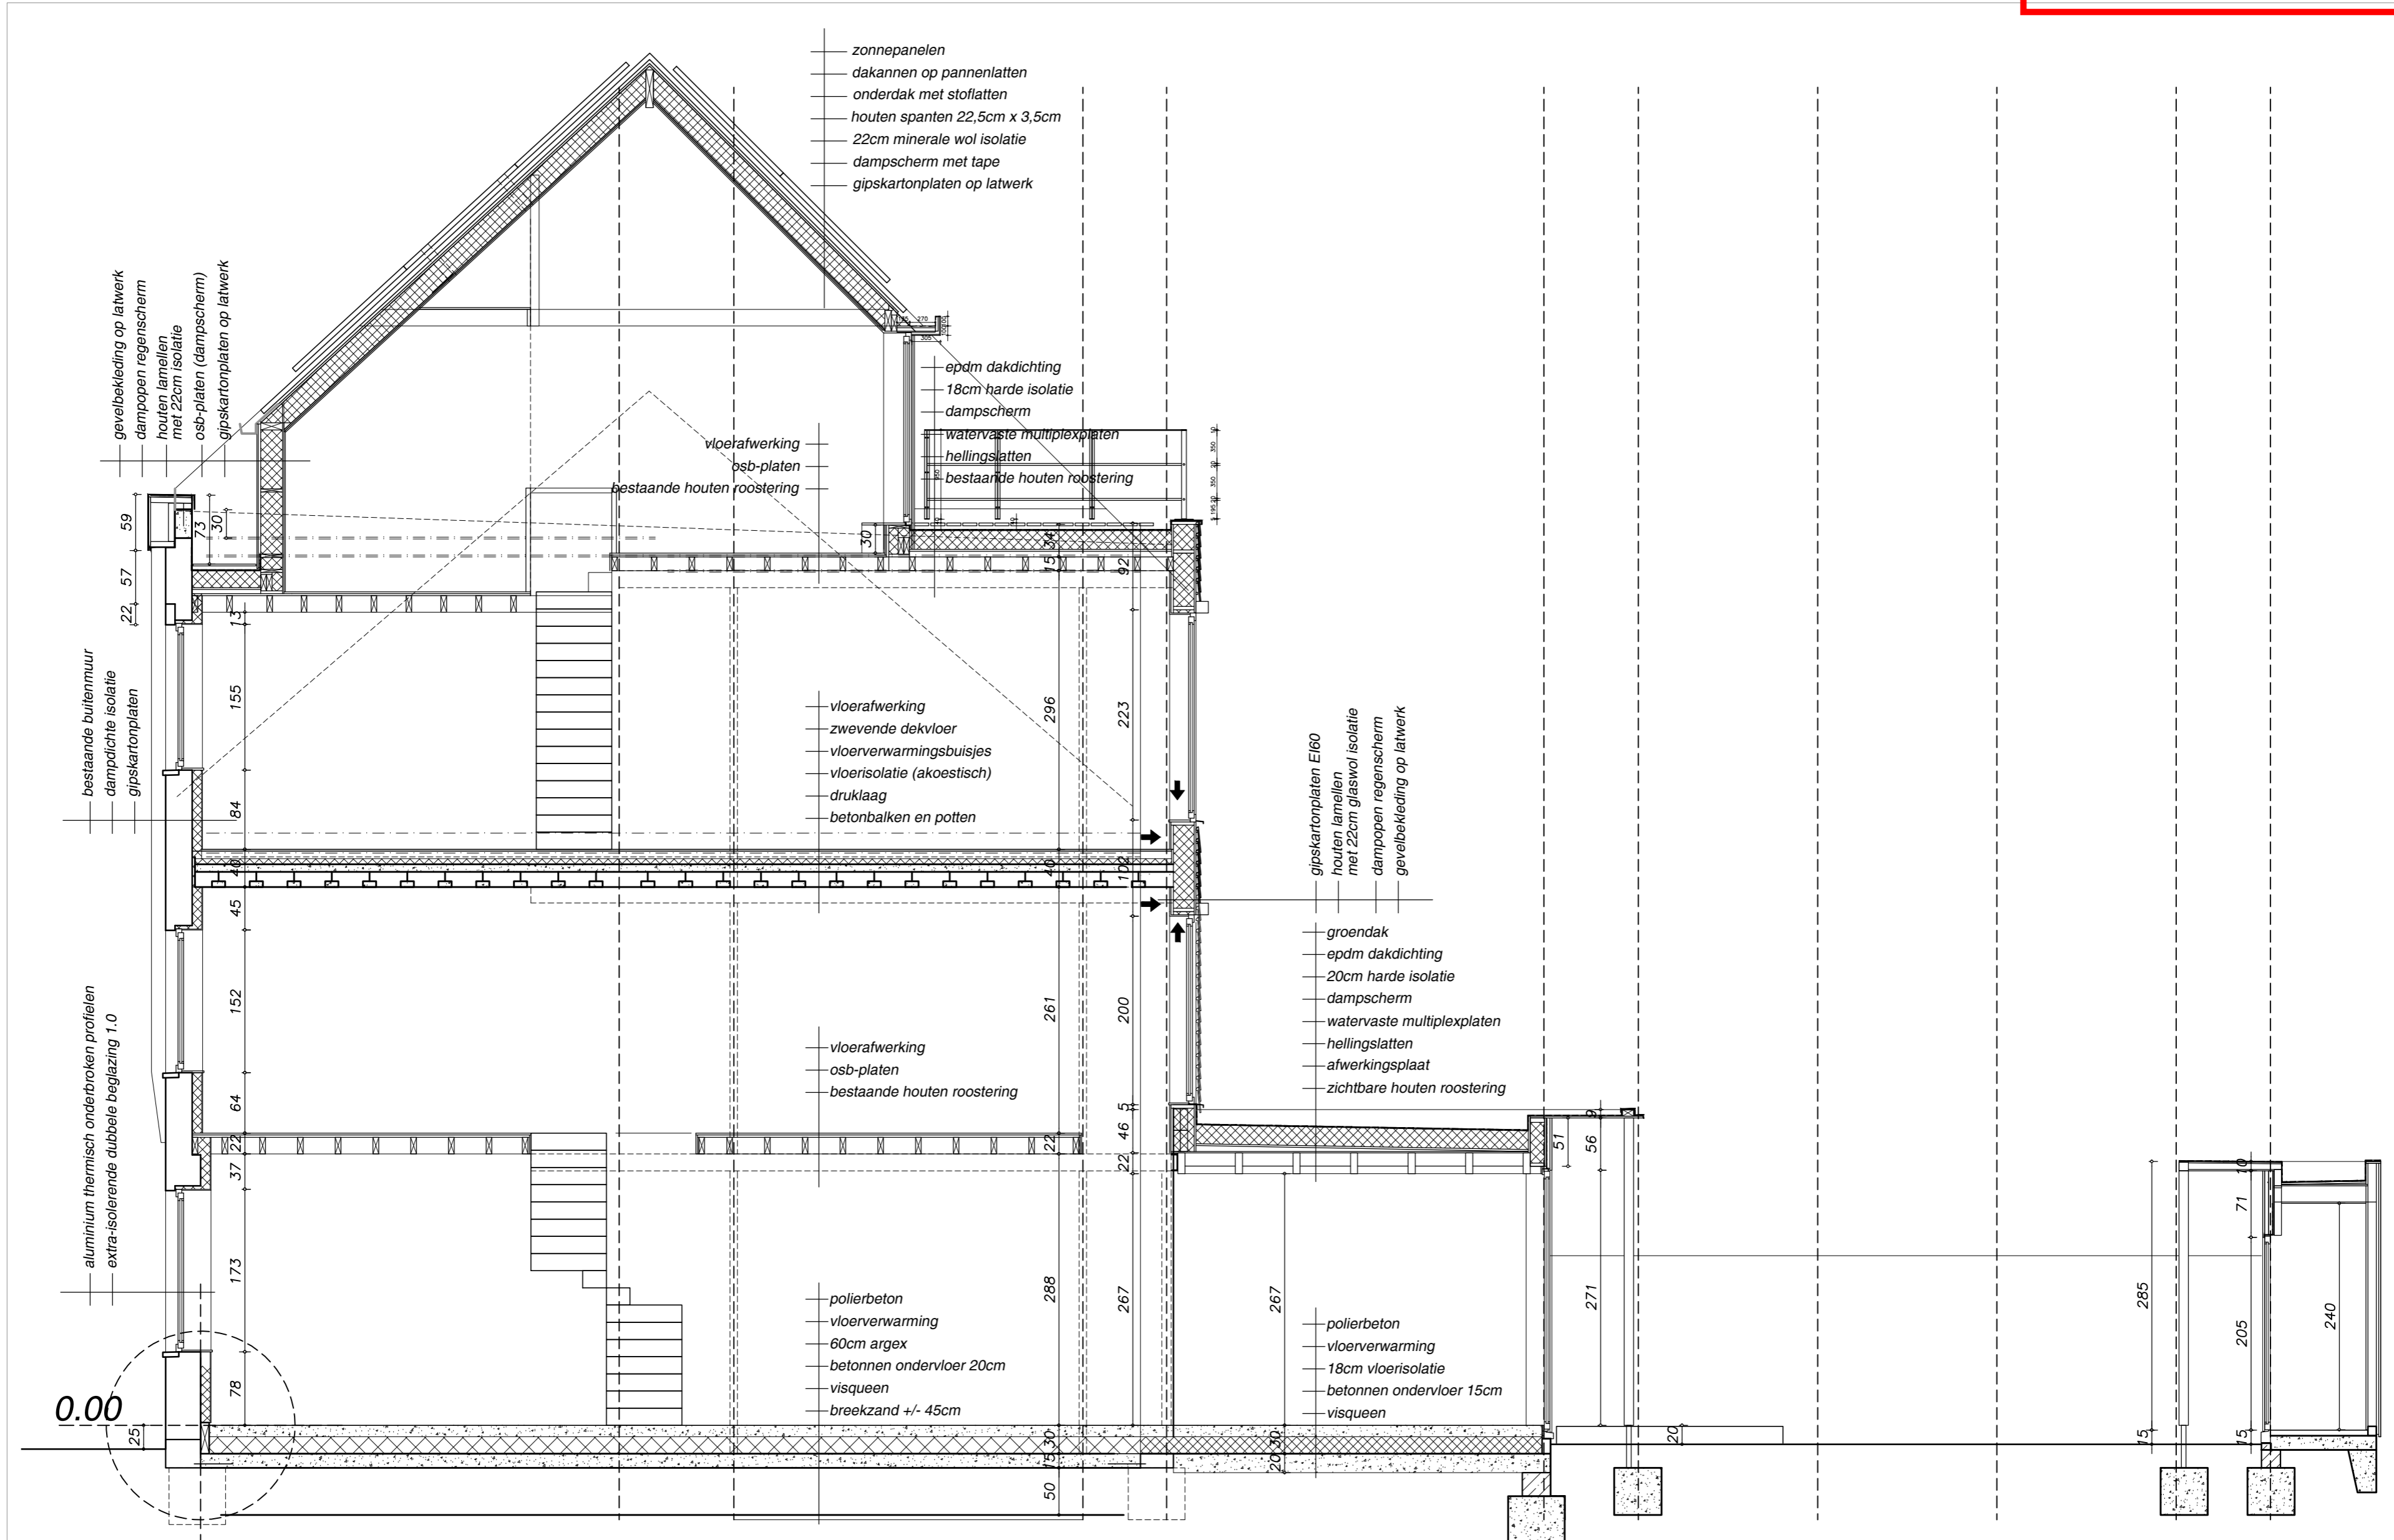 zonnepanelen
dakannen op pannenlatten
onderdak met stoflatten
houten spanten 22,5cm x 3,5cm
22cm minerale wol isolatie
dampscherm met tape
gipskartonplaten op latwerk
gevelbekleding op latwerk
dampopen regenscherm
houten lamellen
met 22cm isolatie
osb-platen (dampscherm)
gipskartonplaten op latwerk
270
305
epdm dakdichting
18cm harde isolatie
dampscherm
watervaste multiplexplaten
hellingslatten
bestaande houten roostering
vloerafwerking
osb-platen
bestaande houten roostering
59
73
30
57
22
13
30
34
15
92
bestaande buitenmuur
dampdichte isolatie
gipskartonplaten
155
84
40
45
296
223
40
102
vloerafwerking
zwevende dekvloer
vloerverwarmingsbuisjes
vloerisolatie (akoestisch)
druklaag
betonbalken en potten
gipskartonplaten EI60
houten lamellen
met 22cm glaswol isolatie
dampopen regenscherm
gevelbekleding op latwerk
groendak
epdm dakdichting
20cm harde isolatie
dampscherm
watervaste multiplexplaten
hellingslatten
afwerkingsplaat
zichtbare houten roostering
aluminium thermisch onderbroken profielen
extra-isolerende dubbele beglazing 1.0
152
64
22
37
261
200
5
46
22
22
vloerafwerking
osb-platen
bestaande houten roostering
9
51
56
173
78
288
267
267
271
285
10
71
205
240
polierbeton
vloerverwarming
60cm argex
betonnen ondervloer 20cm
visqueen
breekzand +/- 45cm
polierbeton
vloerverwarming
18cm vloerisolatie
betonnen ondervloer 15cm
visqueen
0.00
25
30
15
50
30
20
20
15
15